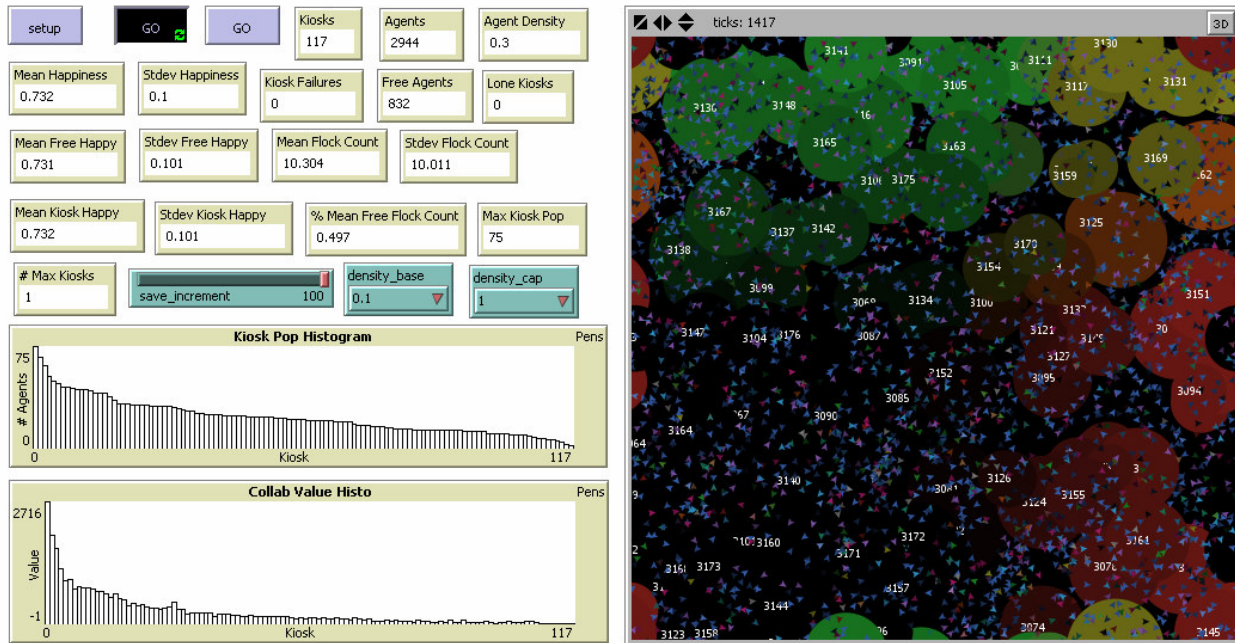 setup
GO
GO
Kiosks
117
Agents
2944
Agent Density
0.3
Mean Happiness
0.732
Stdev Happiness
0.1
Kiosk Failures
0
Free Agents
832
Lone Kiosks
0
Mean Free Happy
0.731
Stdev Free Happy
0.101
Mean Flock Count
10.304
Stdev Flock Count
10.011
Mean Kiosk Happy
0.732
Stdev Kiosk Happy
0.101
% Mean Free Flock Count
0.497
Max Kiosk Pop
75
# Max Kiosks
1
save_increment 100
density_base
0.1
density_cap
1
Kiosk Pop Histogram
Pens
75
# Agents
0
0
Kiosk
117
Collab Value Histo
Pens
2716
Value
-1
0
Kiosk
117
ticks: 1417
3D
3141
3130
3091
3111
3131
3105
3117
3148
3165
3163
3169
3175
3159
3167
3125
3137
3142
3138
3154
3151
3134
3147
3121
3104
3176
3087
3127
3152
3095
3094
3085
3090
3164
3140
3126
3155
3124
3161
3160
3172
3171
3173
3157
3144
3074
3123
3158
3145